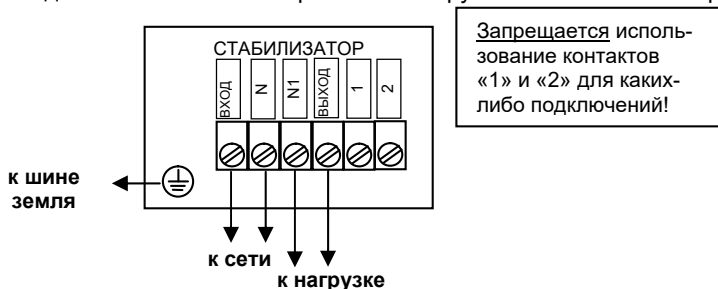 СТАБИЛИЗАТОР
ВХОД N N1 ВЫХОД 1 2
к шине
земля
к сети
к нагрузке
Запрещается исполь-
зование контактов
«1» и «2» для каких-
либо подключений!